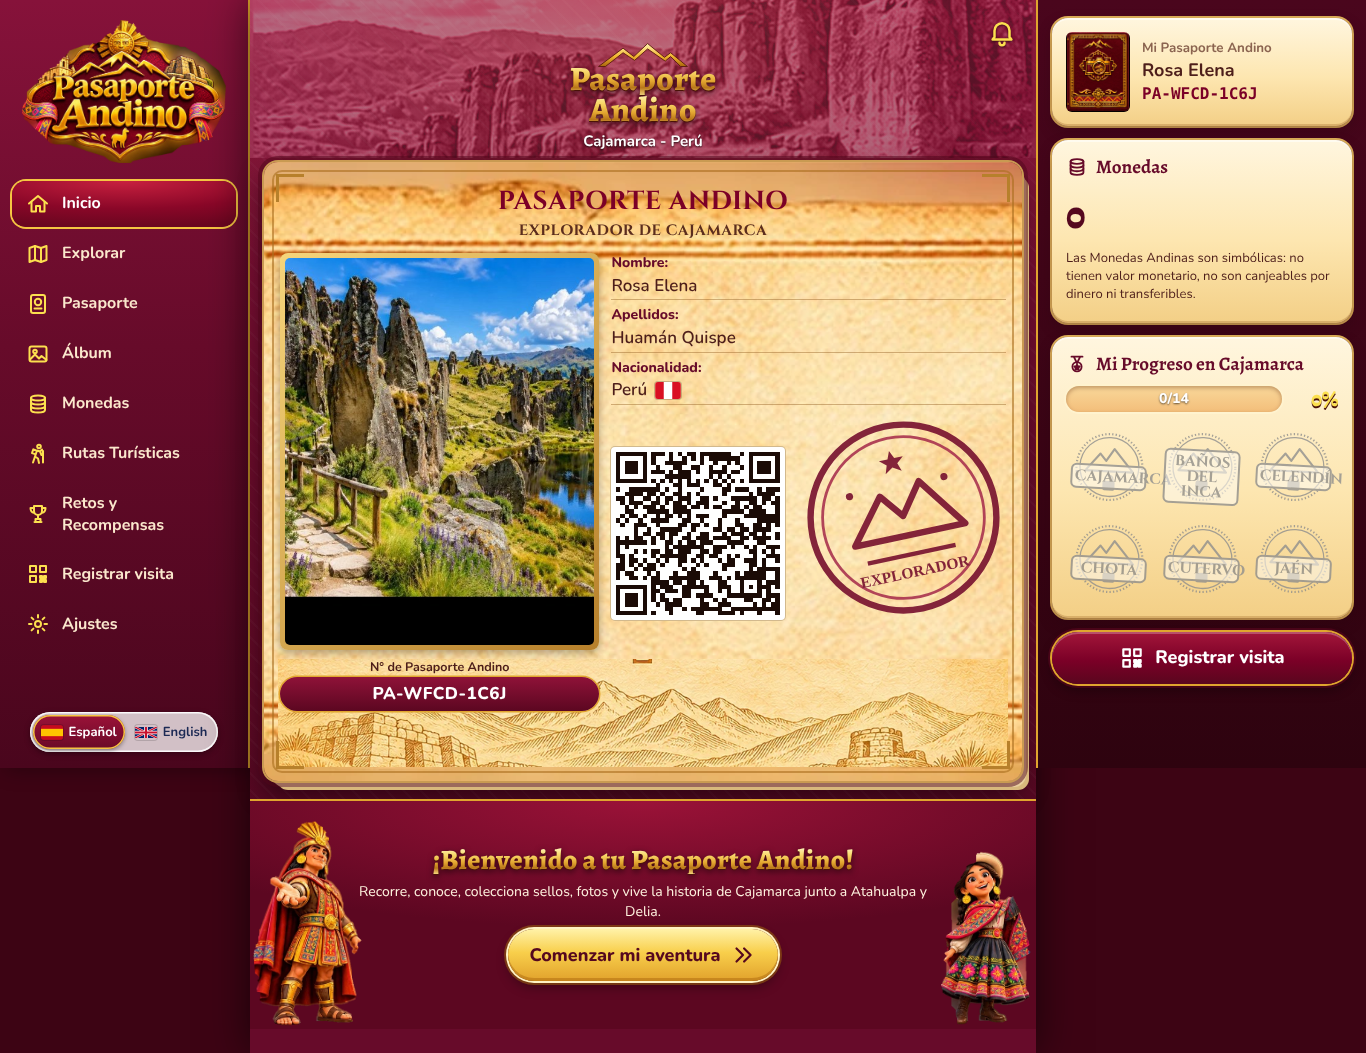 Pasaporte
Andino
Inicio
Explorar
Pasaporte
Álbum
Monedas
Rutas Turísticas
Retos y
Recompensas
Registrar visita
Ajustes
Español
English
Pasaporte
Andino
Cajamarca - Perú
PASAPORTE ANDINO
EXPLORADOR DE CAJAMARCA
Nombre:
Rosa Elena
Apellidos:
Huamán Quispe
Nacionalidad:
Perú
EXPLORADOR
N° de Pasaporte Andino
PA-WFCD-1C6J
¡Bienvenido a tu Pasaporte Andino!
Recorre, conoce, colecciona sellos, fotos y vive la historia de Cajamarca junto a Atahualpa y
Delia.
Comenzar mi aventura
Mi Pasaporte Andino
Rosa Elena
PA-WFCD-1C6J
Monedas
0
Las Monedas Andinas son simbólicas: no
tienen valor monetario, no son canjeables por
dinero ni transferibles.
Mi Progreso en Cajamarca
0/14
0%
CAJAMARCA
BAÑOS
DEL
INCA
CELENDÍN
CHOTA
CUTERVO
JAÉN
Registrar visita